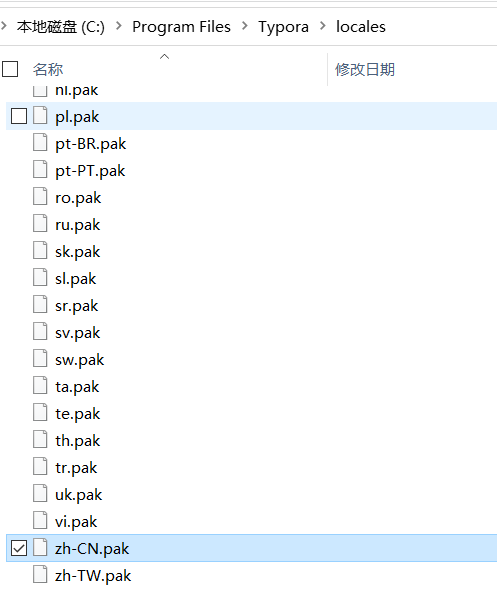 本地磁盘 (C:) > Program Files > Typora > locales
名称 修改日期
nl.pak
pl.pak
pt-BR.pak
pt-PT.pak
ro.pak
ru.pak
sk.pak
sl.pak
sr.pak
sv.pak
sw.pak
ta.pak
te.pak
th.pak
tr.pak
uk.pak
vi.pak
zh-CN.pak
zh-TW.pak